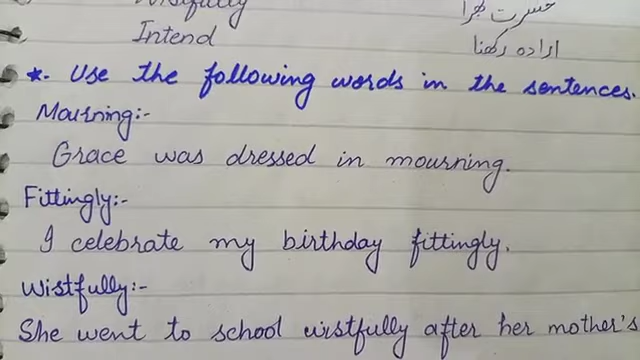 Wistfully حسرت بھرا
Intend ارادہ رکھنا
*. Use the following words in the sentences.
Mourning:-
Grace was dressed in mourning.
Fittingly:-
I celebrate my birthday fittingly.
Wistfully:-
She went to school wistfully after her mother's